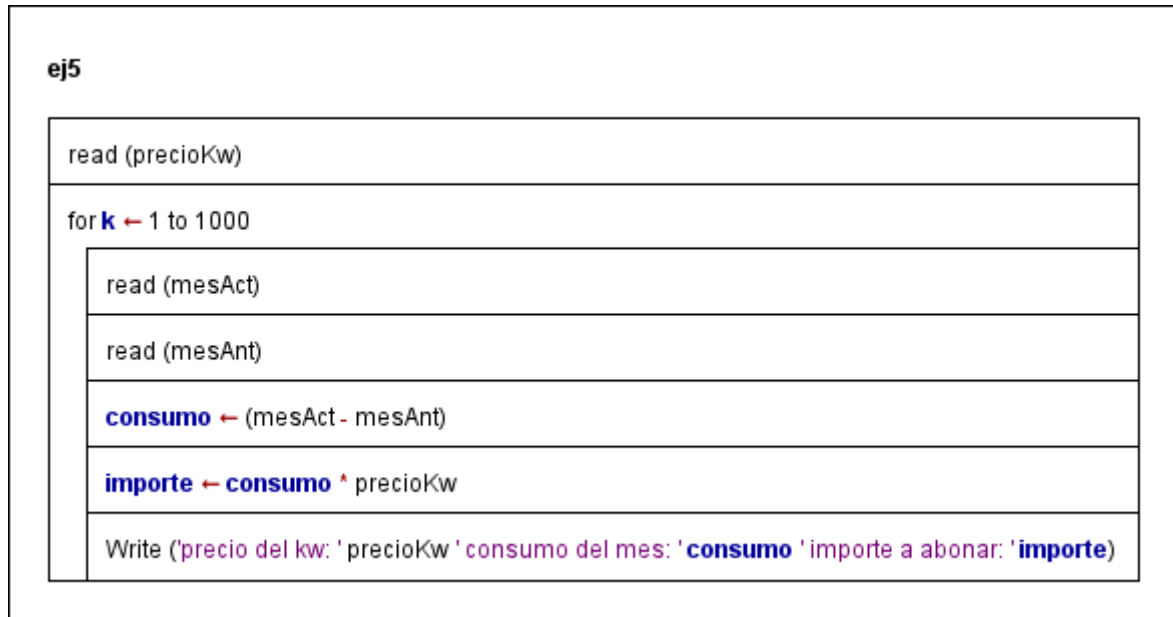 ej5
read (precioKw)
for k ← 1 to 1000
read (mesAct)
read (mesAnt)
consumo ← (mesAct - mesAnt)
importe ← consumo * precioKw
Write ('precio del kw: ' precioKw ' consumo del mes: ' consumo ' importe a abonar: ' importe)